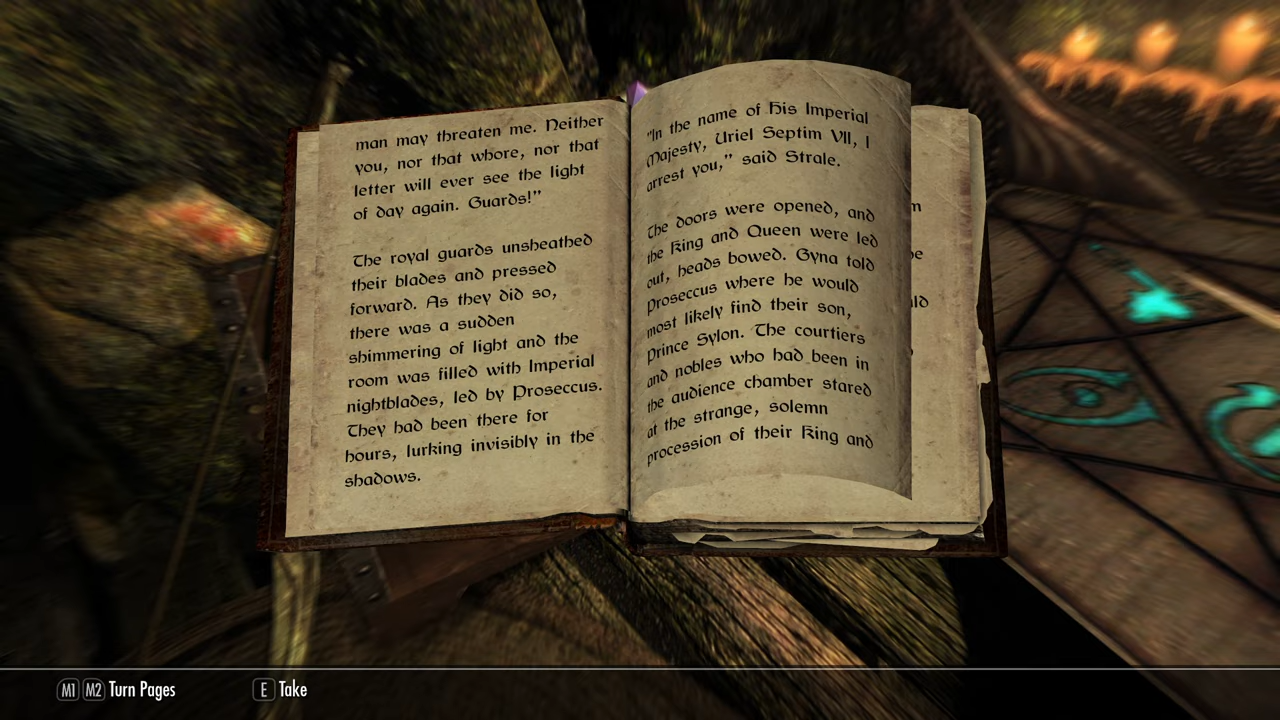 man may threaten me. Neither
you, nor that whore, nor that
letter will ever see the light
of day again. Guards!"
The royal guards unsheathed
their blades and pressed
forward. As they did so,
there was a sudden
shimmering of light and the
room was filled with Imperial
nightblades, led by Proseccus.
They had been there for
hours, lurking invisibly in the
shadows.
"In the name of His Imperial
Majesty, Uriel Septim VII, I
arrest you," said Strale.
The doors were opened, and
the King and Queen were led
out, heads bowed. Gyna told
Proseccus where he would
most likely find their son,
Prince Sylon. The courtiers
and nobles who had been in
the audience chamber stared
at the strange, solemn
procession of their King and
M1 M2 Turn Pages
E Take